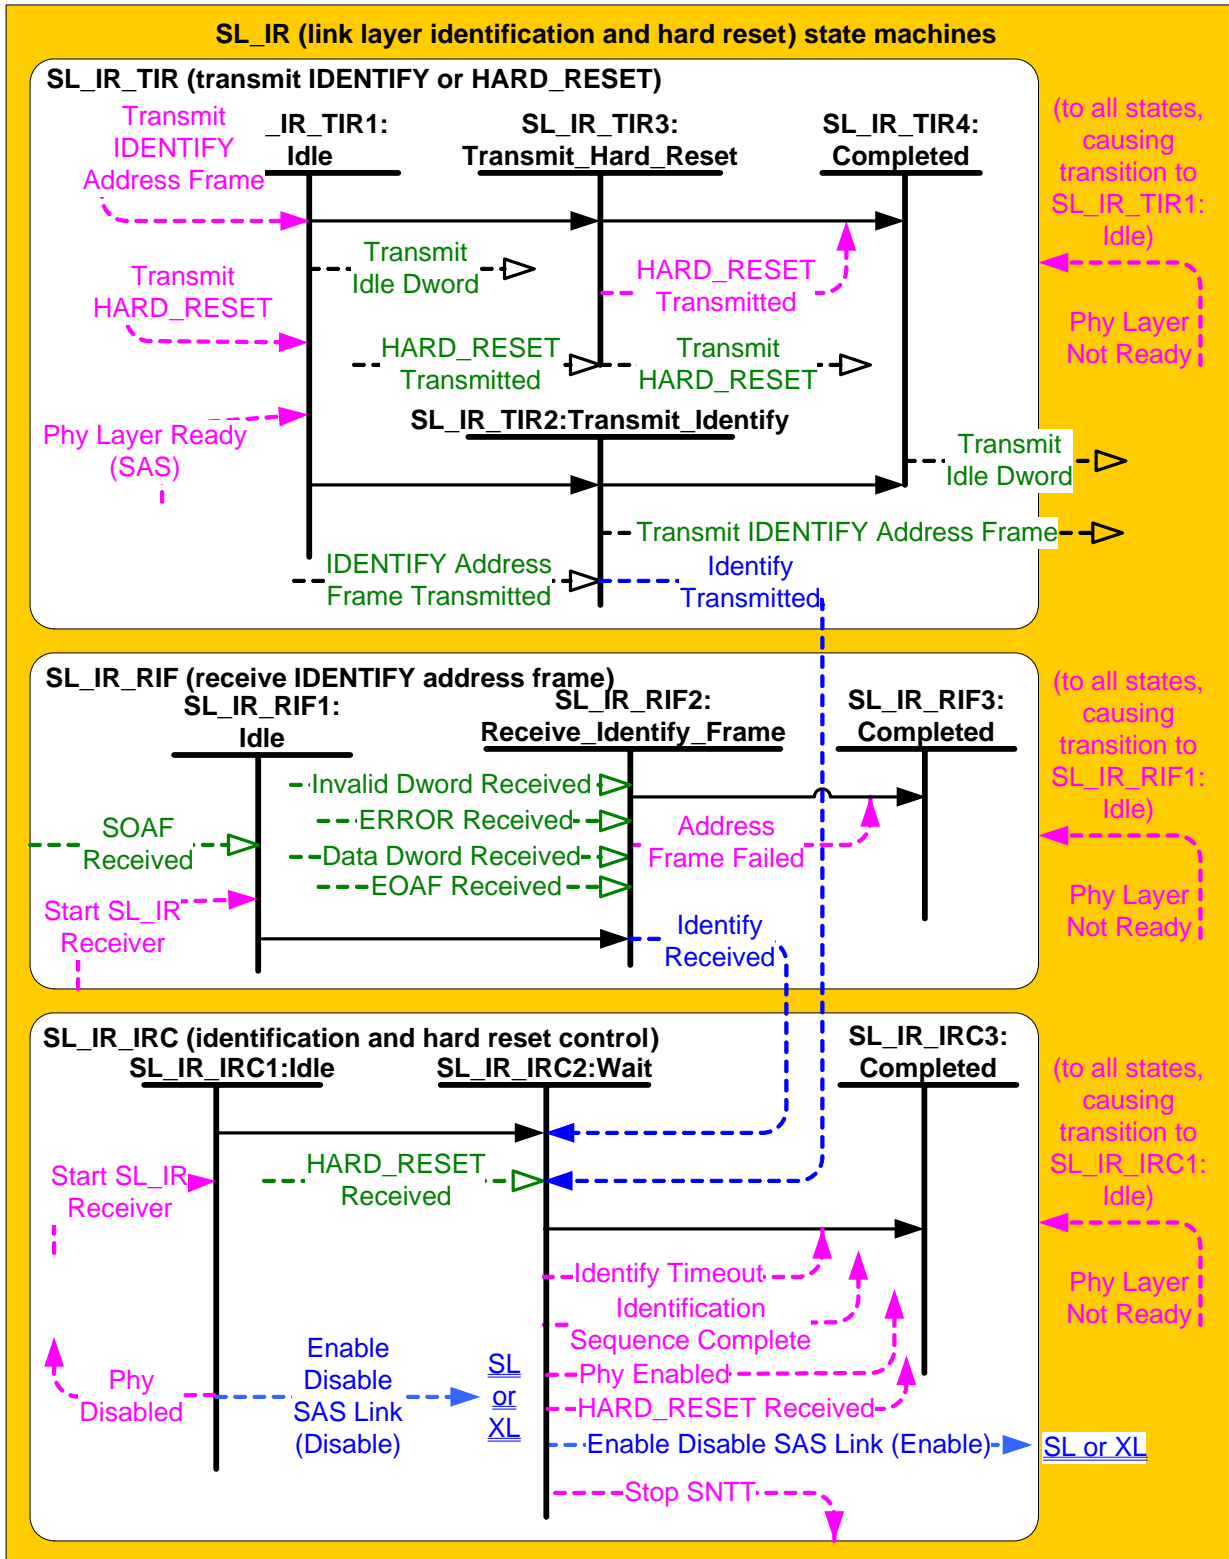 SL_IR (link layer identification and hard reset) state machines
SL_IR_TIR (transmit IDENTIFY or HARD_RESET)
Transmit
IDENTIFY
Address Frame
_IR_TIR1:
Idle
SL_IR_TIR3:
Transmit_Hard_Reset
SL_IR_TIR4:
Completed
(to all states,
causing
transition to
SL_IR_TIR1:
Idle)
Transmit
Idle Dword
HARD_RESET
Transmitted
Transmit
HARD_RESET
Phy Layer
Not Ready
HARD_RESET
Transmitted
Transmit
HARD_RESET
SL_IR_TIR2:Transmit_Identify
Phy Layer Ready
(SAS)
Transmit
Idle Dword
Transmit IDENTIFY Address Frame
IDENTIFY Address
Frame Transmitted
Identify
Transmitted
SL_IR_RIF (receive IDENTIFY address frame)
SL_IR_RIF1:
Idle
SL_IR_RIF2:
Receive_Identify_Frame
SL_IR_RIF3:
Completed
(to all states,
causing
transition to
SL_IR_RIF1:
Idle)
Invalid Dword Received
ERROR Received
Data Dword Received
EOAF Received
SOAF
Received
Address
Frame Failed
Start SL_IR
Receiver
Identify
Received
Phy Layer
Not Ready
SL_IR_IRC (identification and hard reset control)
SL_IR_IRC1:Idle
SL_IR_IRC2:Wait
SL_IR_IRC3:
Completed
(to all states,
causing
transition to
SL_IR_IRC1:
Idle)
Start SL_IR
Receiver
HARD_RESET
Received
Identify Timeout
Identification
Sequence Complete
Phy Layer
Not Ready
Phy
Disabled
Enable
Disable
SAS Link
(Disable)
SL
or
XL
Phy Enabled
HARD_RESET Received
Enable Disable SAS Link (Enable)
SL or XL
Stop SNTT